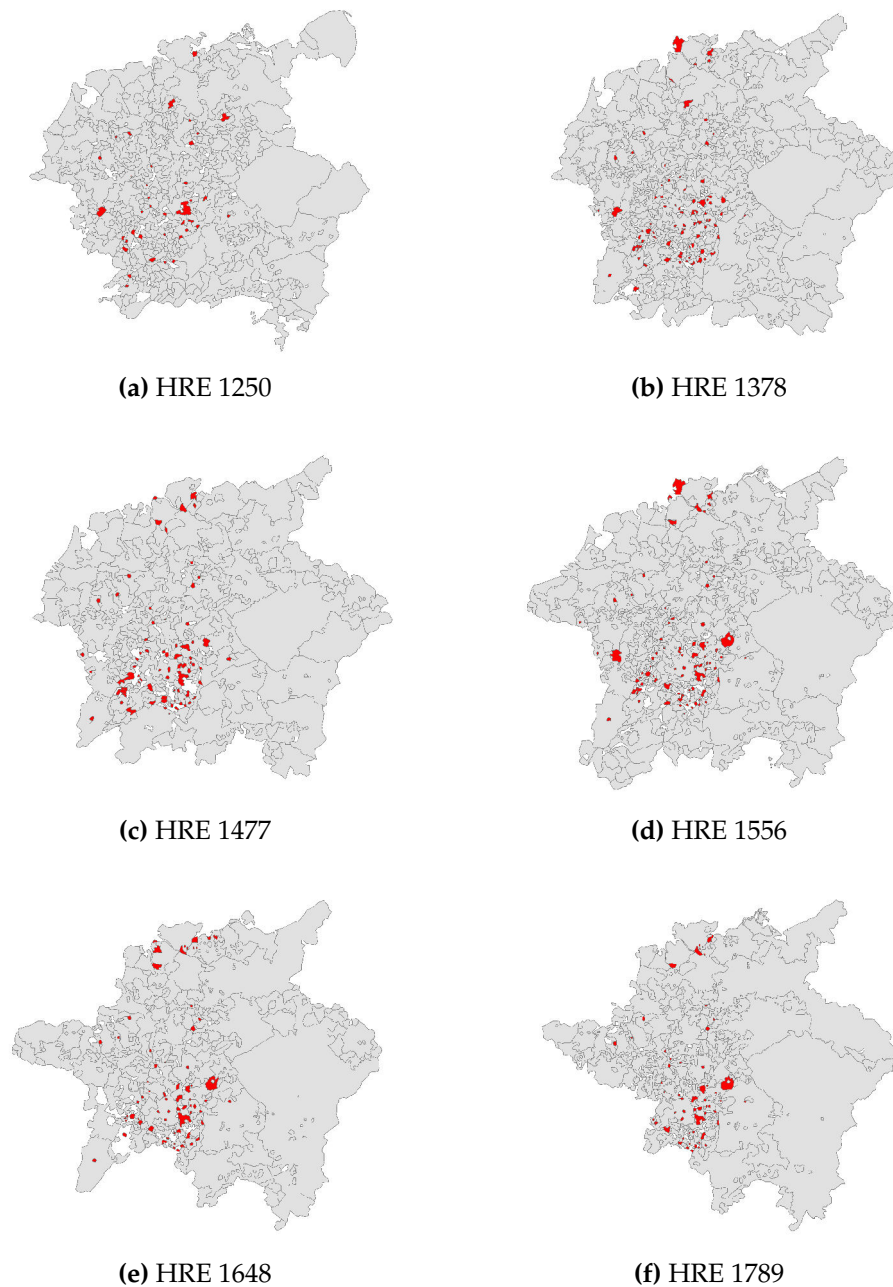 (a) HRE 1250
(b) HRE 1378
(c) HRE 1477
(d) HRE 1556
(e) HRE 1648
(f) HRE 1789